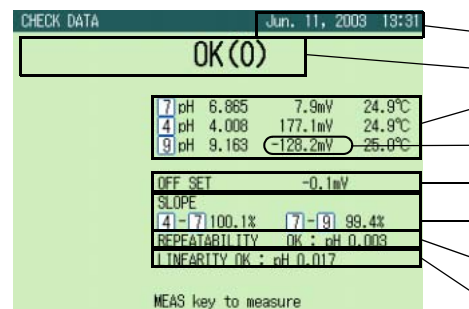 CHECK DATA Jun. 11, 2003 13:31
OK(0)
7 pH 6.865 7.9mV 24.9℃
4 pH 4.008 177.1mV 24.9℃
9 pH 9.163 -128.2mV 25.0℃
OFF SET -0.1mV
SLOPE
4 - 7 100.1% 7 - 9 99.4%
REPEATABILITY OK : pH 0.003
LINEARITY OK : pH 0.017
MEAS key to measure